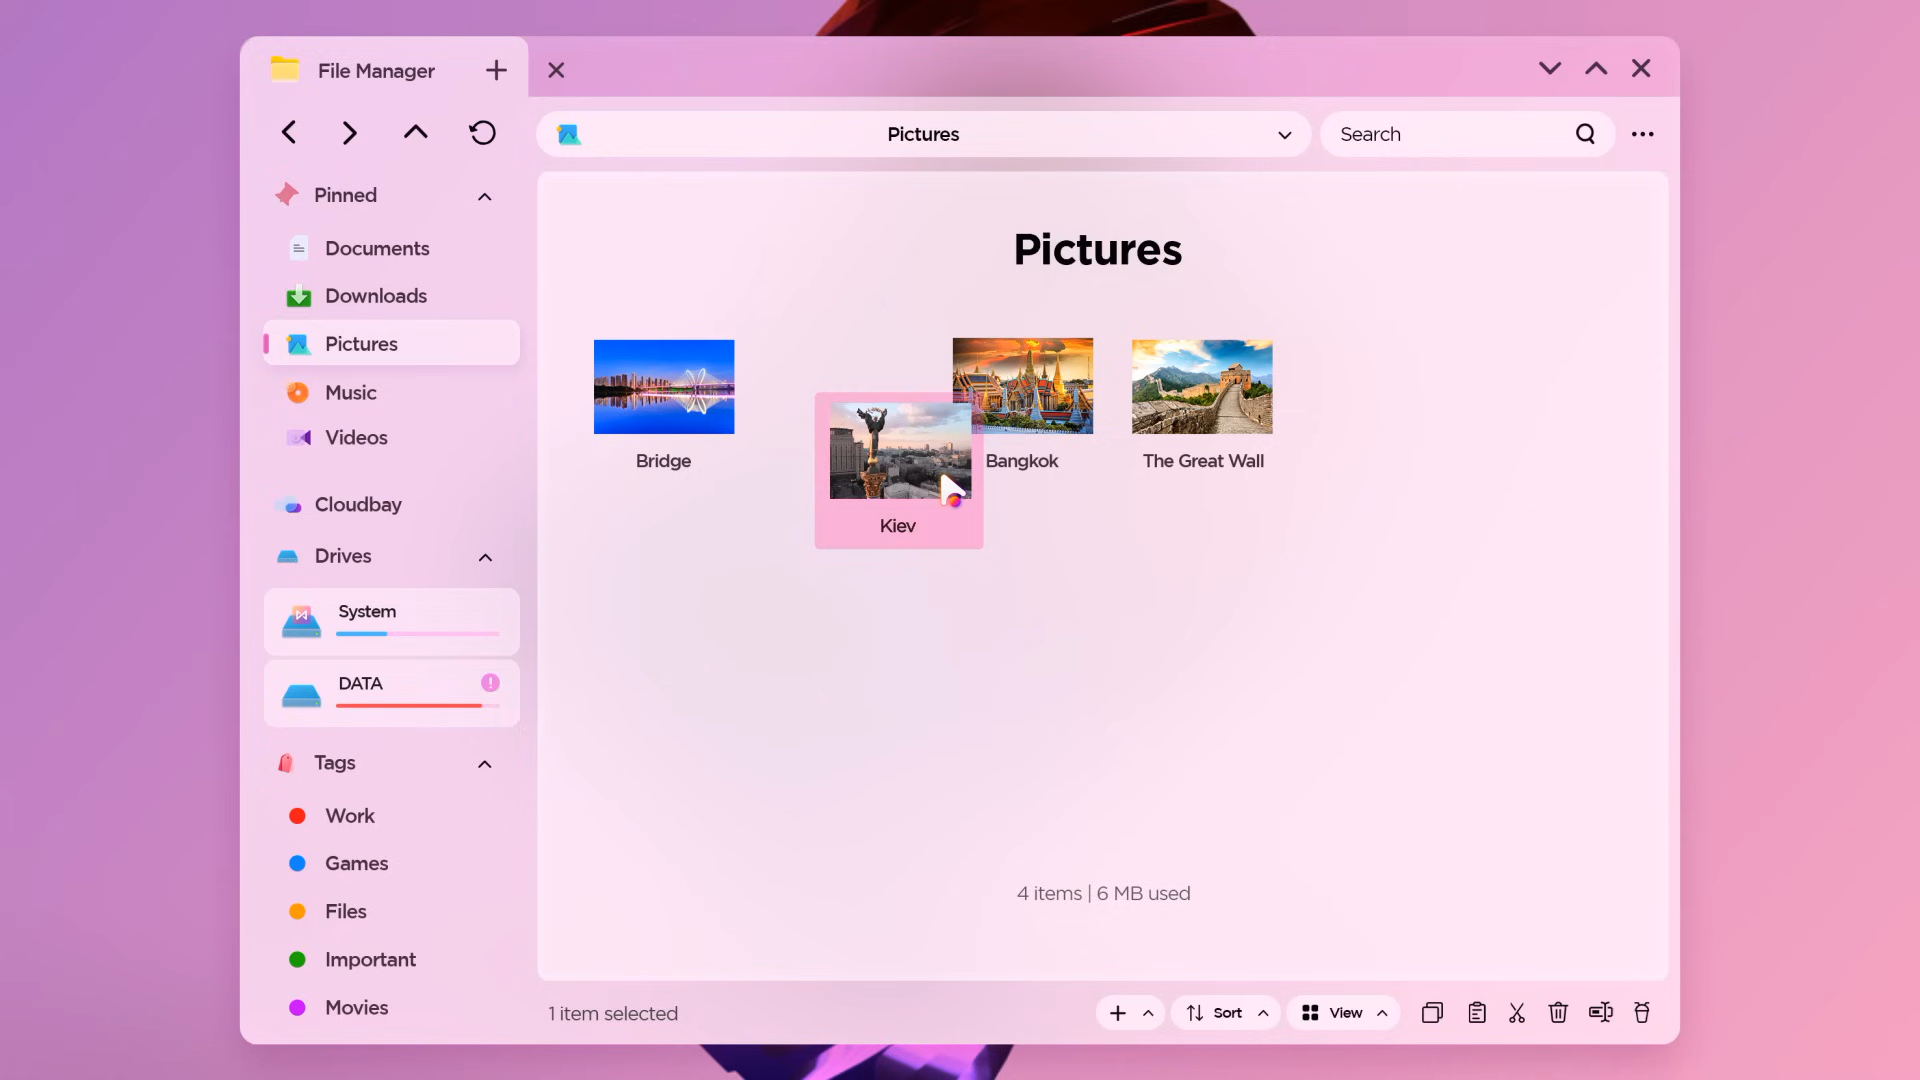 File Manager
Pictures
Search
Pinned
Documents
Downloads
Pictures
Music
Videos
Cloudbay
Drives
System
DATA
Tags
Work
Games
Files
Important
Movies
Pictures
Bridge
Kiev
Bangkok
The Great Wall
4 items | 6 MB used
1 item selected
Sort
View